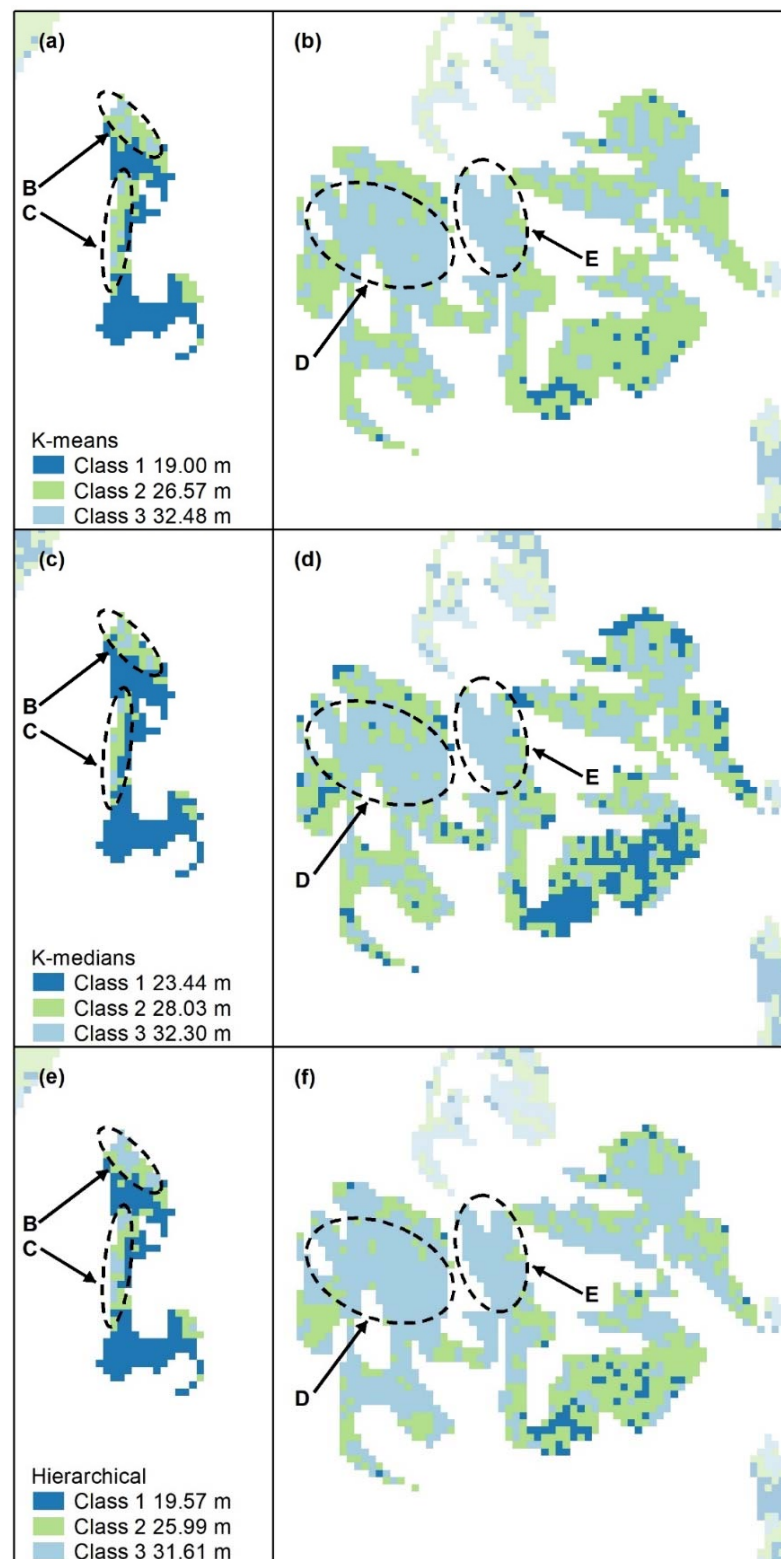 (a)
(b)
B
C
E
D
K-means
Class 1 19.00 m
Class 2 26.57 m
Class 3 32.48 m
(c)
(d)
B
C
E
D
K-medians
Class 1 23.44 m
Class 2 28.03 m
Class 3 32.30 m
(e)
(f)
B
C
E
D
Hierarchical
Class 1 19.57 m
Class 2 25.99 m
Class 3 31.61 m